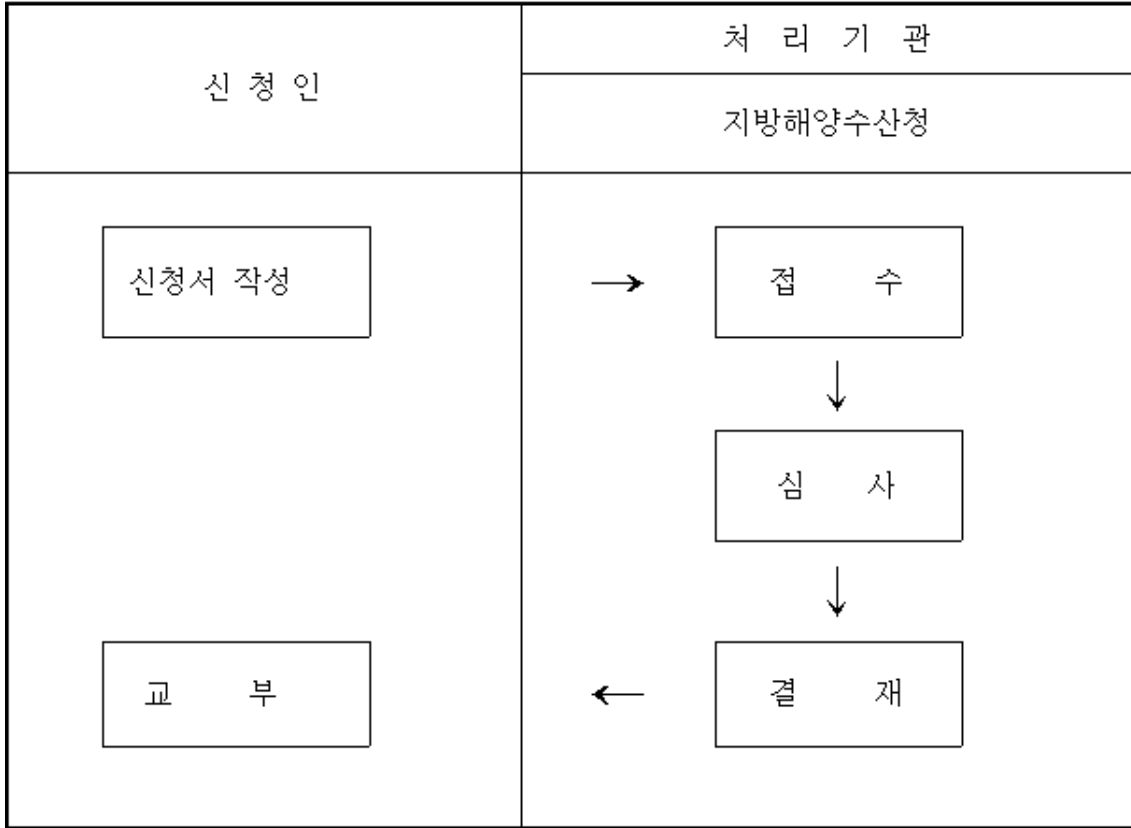 신 청 인
처 리 기 관
지방해양수산청
신청서 작성
→
접 수
↓
심 사
↓
교 부
←
결 재